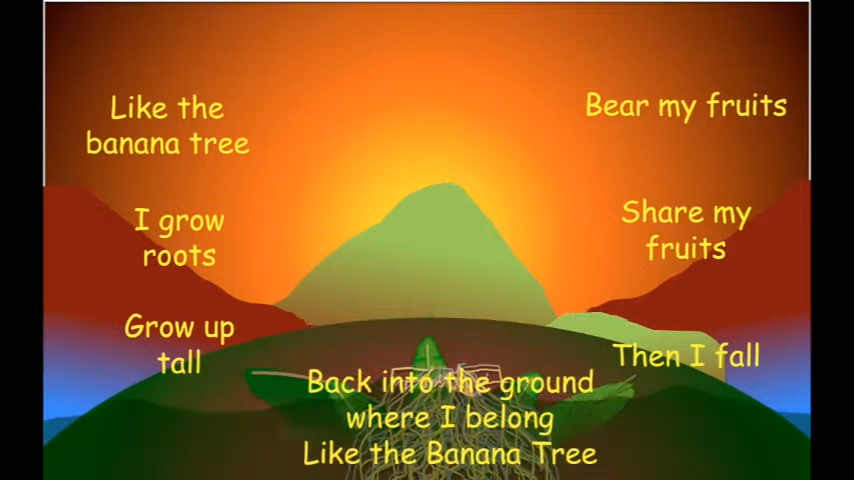 Like the
banana tree
I grow
roots
Grow up
tall
Bear my fruits
Share my
fruits
Then I fall
Back into the ground
where I belong
Like the Banana Tree